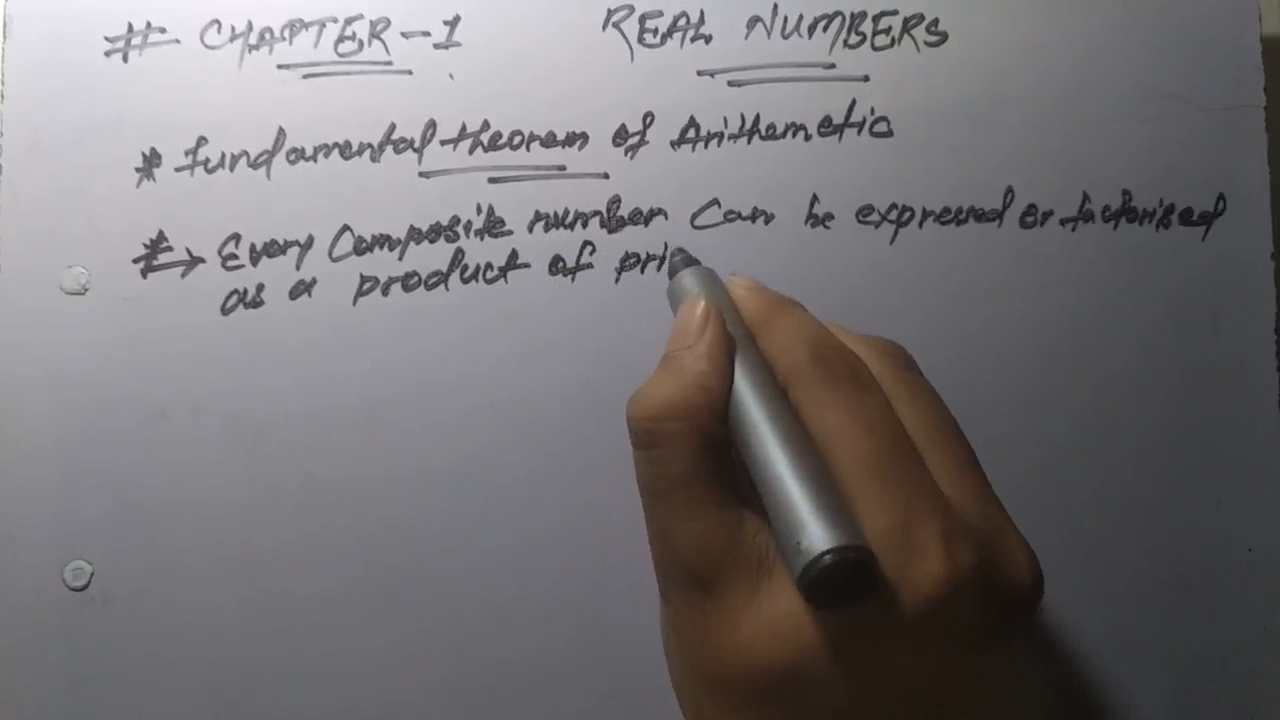 # CHAPTER-1 REAL NUMBERS
* fundamental theorem of Arithmetic
* → Every Composite number Can be expressed or factorised
as a product of pri